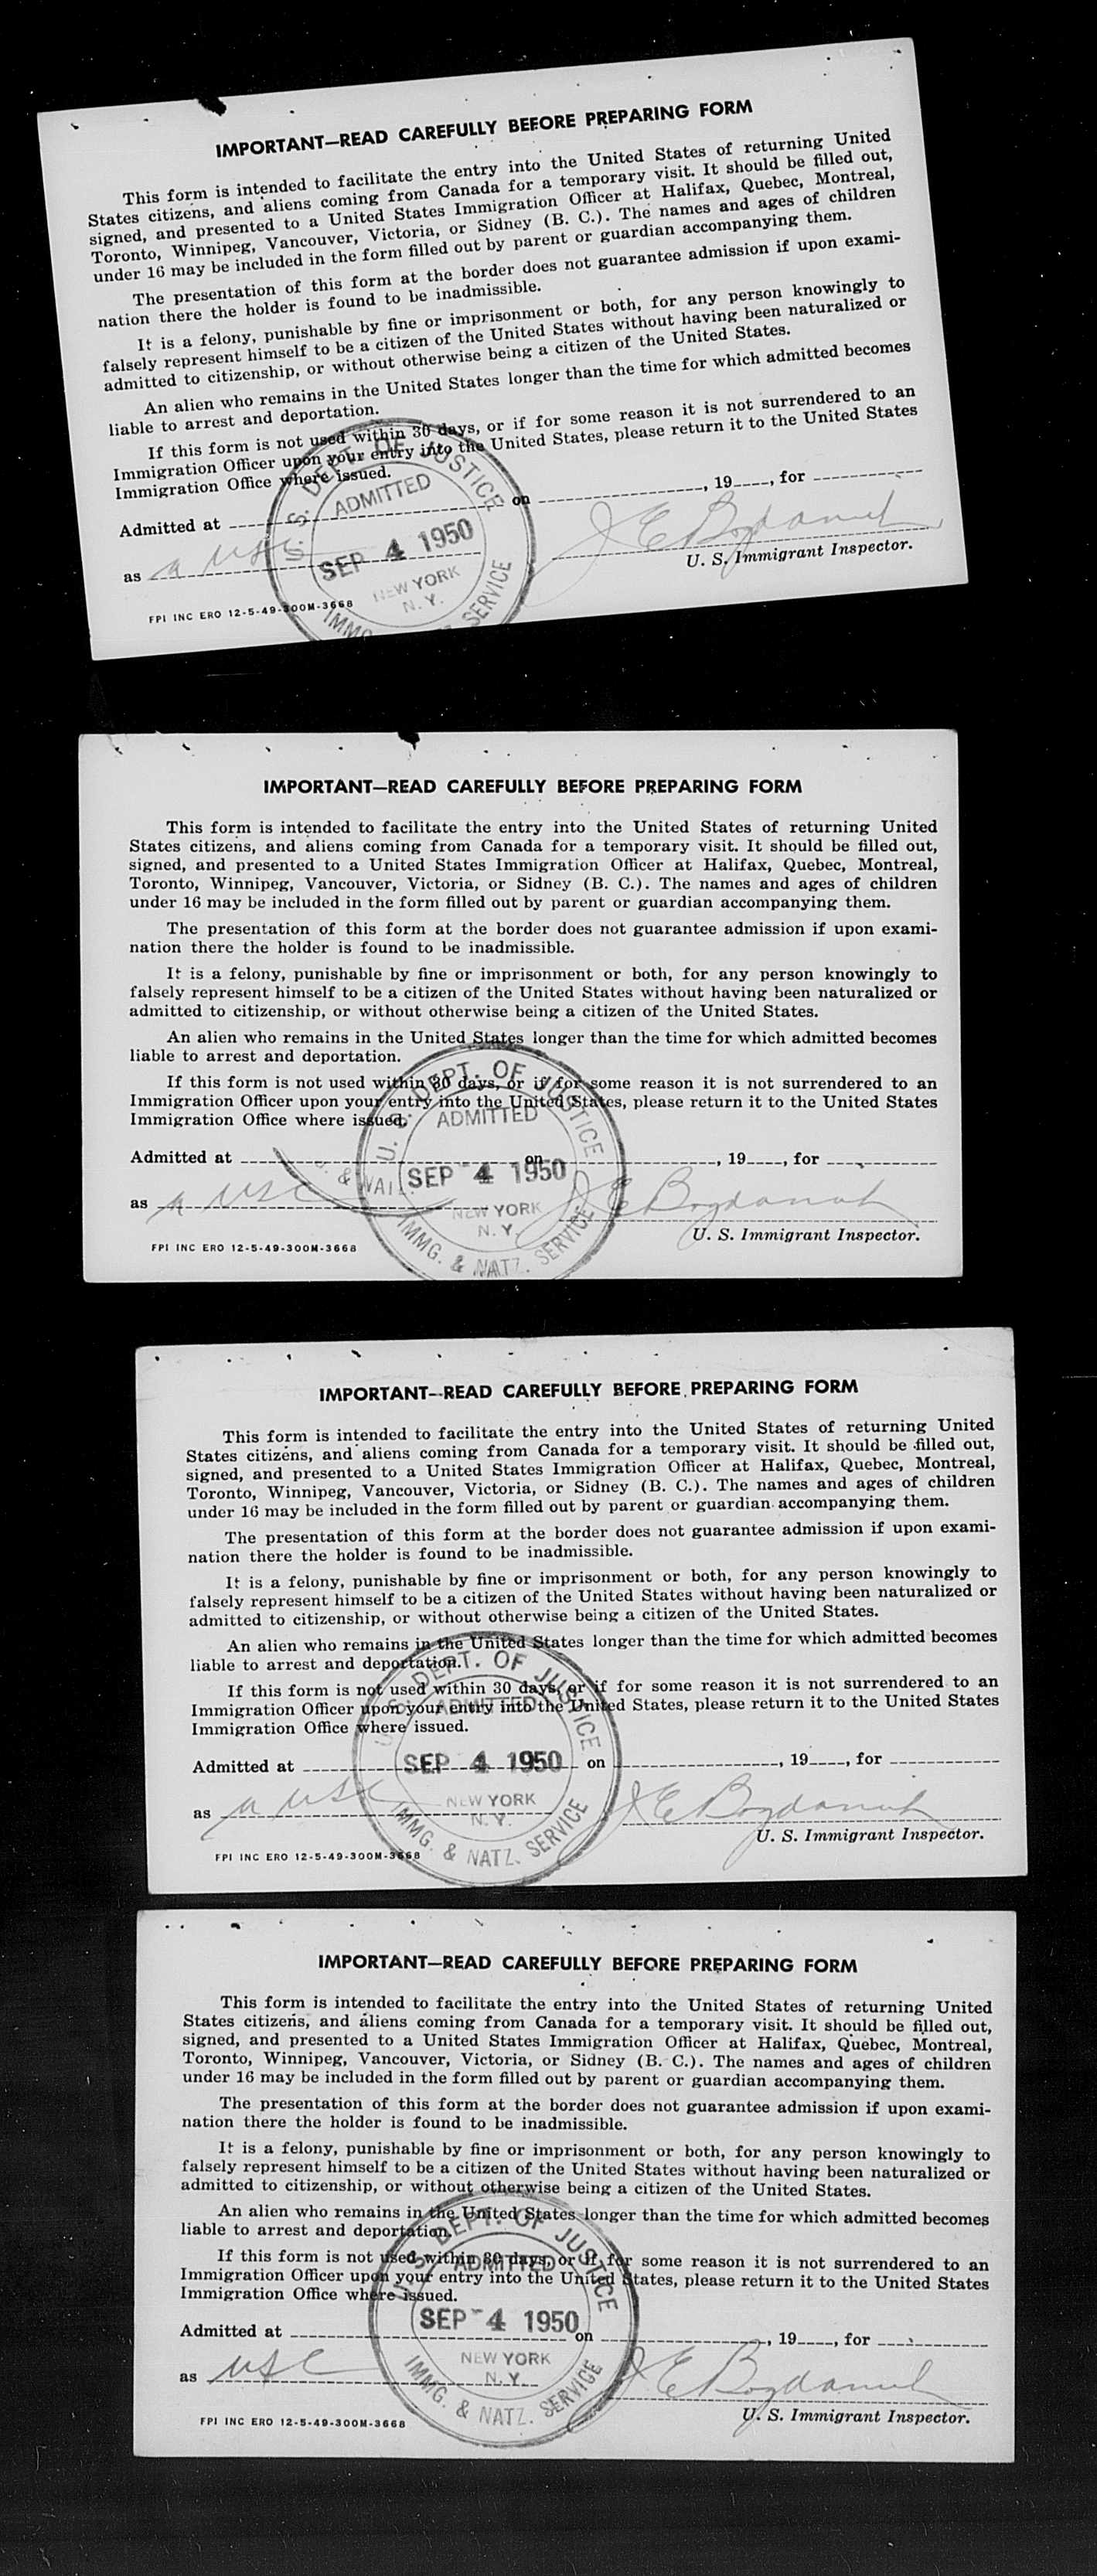 IMPORTANT—READ CAREFULLY BEFORE PREPARING FORM
This form is intended to facilitate the entry into the United States of returning United
States citizens, and aliens coming from Canada for a temporary visit. It should be filled out,
signed, and presented to a United States Immigration Officer at Halifax, Quebec, Montreal,
Toronto, Winnipeg, Vancouver, Victoria, or Sidney (B. C.). The names and ages of children
under 16 may be included in the form filled out by parent or guardian accompanying them.
The presentation of this form at the border does not guarantee admission if upon exami-
nation there the holder is found to be inadmissible.
It is a felony, punishable by fine or imprisonment or both, for any person knowingly to
falsely represent himself to be a citizen of the United States without having been naturalized or
admitted to citizenship, or without otherwise being a citizen of the United States.
An alien who remains in the United States longer than the time for which admitted becomes
liable to arrest and deportation.
If this form is not used within 30 days, or if for some reason it is not surrendered to an
Immigration Officer upon your entry into the United States, please return it to the United States
Immigration Office where issued.
U. S. DEPT. OF JUSTICE
ADMITTED
Admitted at on , 19 , for
SEP 4 1950
as a USC
NEW YORK
N. Y.
IMMG. SERVICE
U. S. Immigrant Inspector.
FPI INC ERO 12-5-49-300M-3668
IMPORTANT—READ CAREFULLY BEFORE PREPARING FORM
This form is intended to facilitate the entry into the United States of returning United
States citizens, and aliens coming from Canada for a temporary visit. It should be filled out,
signed, and presented to a United States Immigration Officer at Halifax, Quebec, Montreal,
Toronto, Winnipeg, Vancouver, Victoria, or Sidney (B. C.). The names and ages of children
under 16 may be included in the form filled out by parent or guardian accompanying them.
The presentation of this form at the border does not guarantee admission if upon exami-
nation there the holder is found to be inadmissible.
It is a felony, punishable by fine or imprisonment or both, for any person knowingly to
falsely represent himself to be a citizen of the United States without having been naturalized or
admitted to citizenship, or without otherwise being a citizen of the United States.
An alien who remains in the United States longer than the time for which admitted becomes
liable to arrest and deportation.
If this form is not used within 30 days, or if for some reason it is not surrendered to an
Immigration Officer upon your entry into the United States, please return it to the United States
Immigration Office where issued.
U. S. DEPT. OF JUSTICE
ADMITTED
Admitted at on , 19 , for
SEP 4 1950
as a USC
NEW YORK
N. Y.
IMMG. & NATZ. SERVICE
U. S. Immigrant Inspector.
FPI INC ERO 12-5-49-300M-3668
IMPORTANT—READ CAREFULLY BEFORE PREPARING FORM
This form is intended to facilitate the entry into the United States of returning United
States citizens, and aliens coming from Canada for a temporary visit. It should be filled out,
signed, and presented to a United States Immigration Officer at Halifax, Quebec, Montreal,
Toronto, Winnipeg, Vancouver, Victoria, or Sidney (B. C.). The names and ages of children
under 16 may be included in the form filled out by parent or guardian accompanying them.
The presentation of this form at the border does not guarantee admission if upon exami-
nation there the holder is found to be inadmissible.
It is a felony, punishable by fine or imprisonment or both, for any person knowingly to
falsely represent himself to be a citizen of the United States without having been naturalized or
admitted to citizenship, or without otherwise being a citizen of the United States.
An alien who remains in the United States longer than the time for which admitted becomes
liable to arrest and deportation.
If this form is not used within 30 days, or if for some reason it is not surrendered to an
Immigration Officer upon your entry into the United States, please return it to the United States
Immigration Office where issued.
U. S. DEPT. OF JUSTICE
ADMITTED
Admitted at on , 19 , for
SEP 4 1950
as a USC
NEW YORK
N. Y.
IMMG. & NATZ. SERVICE
U. S. Immigrant Inspector.
FPI INC ERO 12-5-49-300M-3668
IMPORTANT—READ CAREFULLY BEFORE PREPARING FORM
This form is intended to facilitate the entry into the United States of returning United
States citizens, and aliens coming from Canada for a temporary visit. It should be filled out,
signed, and presented to a United States Immigration Officer at Halifax, Quebec, Montreal,
Toronto, Winnipeg, Vancouver, Victoria, or Sidney (B. C.). The names and ages of children
under 16 may be included in the form filled out by parent or guardian accompanying them.
The presentation of this form at the border does not guarantee admission if upon exami-
nation there the holder is found to be inadmissible.
It is a felony, punishable by fine or imprisonment or both, for any person knowingly to
falsely represent himself to be a citizen of the United States without having been naturalized or
admitted to citizenship, or without otherwise being a citizen of the United States.
An alien who remains in the United States longer than the time for which admitted becomes
liable to arrest and deportation.
If this form is not used within 30 days, or if for some reason it is not surrendered to an
Immigration Officer upon your entry into the United States, please return it to the United States
Immigration Office where issued.
U. S. DEPT. OF JUSTICE
ADMITTED
Admitted at on , 19 , for
SEP 4 1950
as USC
NEW YORK
N. Y.
IMMG. & NATZ. SERVICE
U. S. Immigrant Inspector.
FPI INC ERO 12-5-49-300M-3668